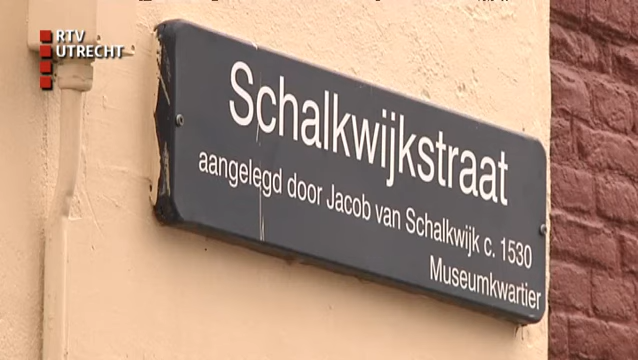 RTV
UTRECHT
Schalkwijkstraat
aangelegd door Jacob van Schalkwijk c. 1530
Museumkwartier